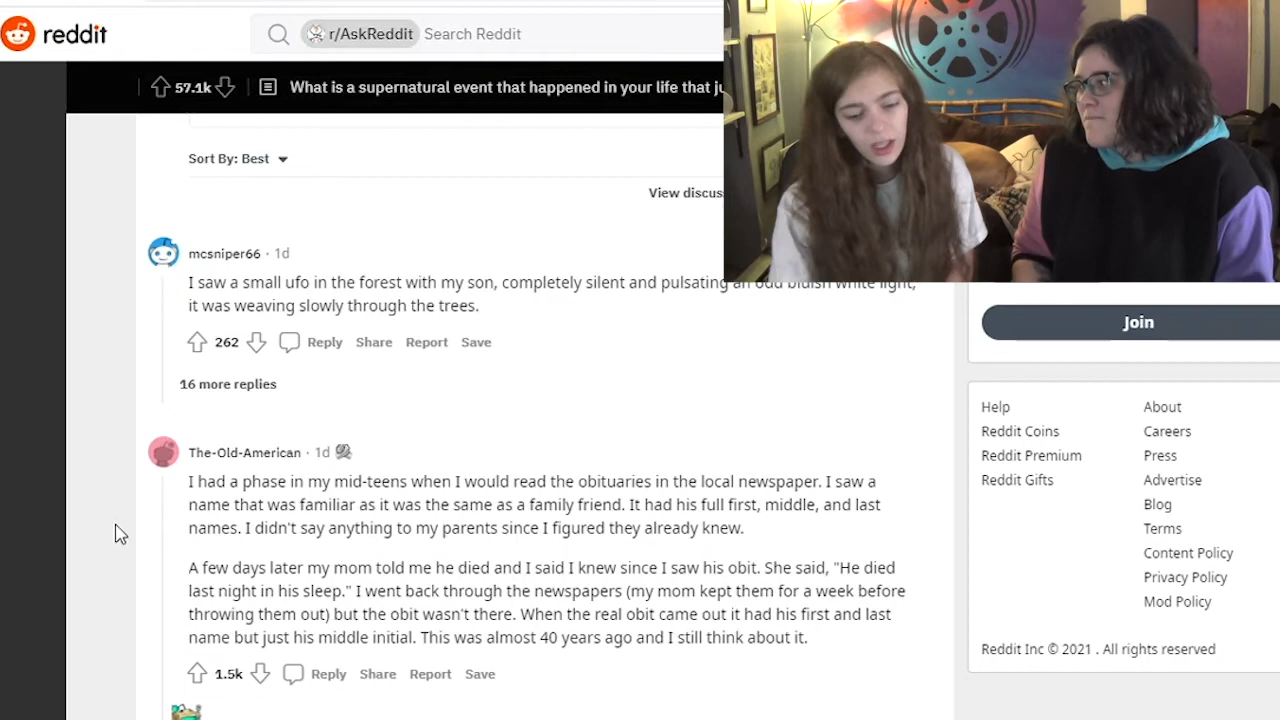 reddit
r/AskReddit Search Reddit
57.1k What is a supernatural event that happened in your life that
Sort By: Best
View
mcsniper66 · 1d
I saw a small ufo in the forest with my son, completely silent and pulsating an odd bluish white light,
it was weaving slowly through the trees.
262 Reply Share Report Save
16 more replies
The-Old-American · 1d
I had a phase in my mid-teens when I would read the obituaries in the local newspaper. I saw a
name that was familiar as it was the same as a family friend. It had his full first, middle, and last
names. I didn't say anything to my parents since I figured they already knew.
A few days later my mom told me he died and I said I knew since I saw his obit. She said, "He died
last night in his sleep." I went back through the newspapers (my mom kept them for a week before
throwing them out) but the obit wasn't there. When the real obit came out it had his first and last
name but just his middle initial. This was almost 40 years ago and I still think about it.
1.5k Reply Share Report Save
Join
Help About
Reddit Coins Careers
Reddit Premium Press
Reddit Gifts Advertise
Blog
Terms
Content Policy
Privacy Policy
Mod Policy
Reddit Inc © 2021 . All rights reserved